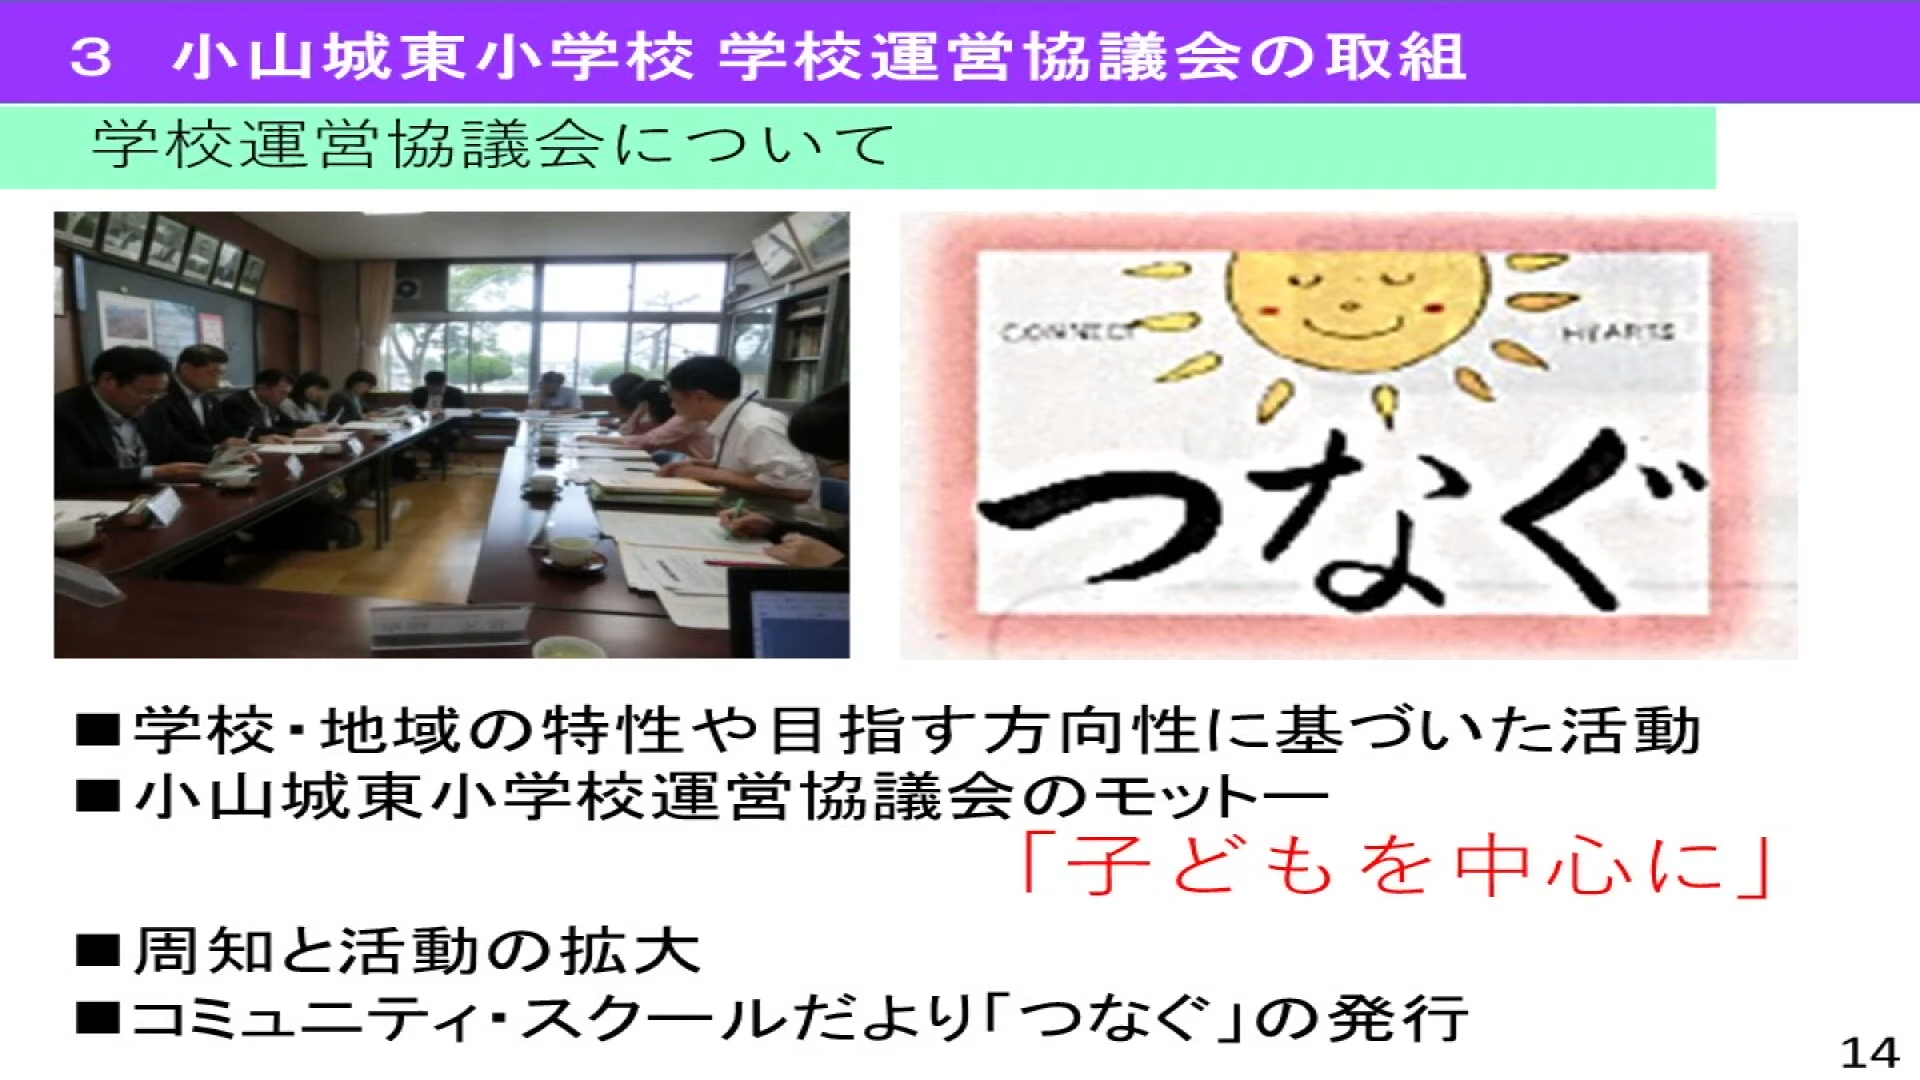 3 小山城東小学校 学校運営協議会の取組
学校運営協議会について
CONNECT HEARTS
つなぐ
■学校・地域の特性や目指す方向性に基づいた活動
■小山城東小学校運営協議会のモットー
「子どもを中心に」
■周知と活動の拡大
■コミュニティ・スクールだより「つなぐ」の発行
14